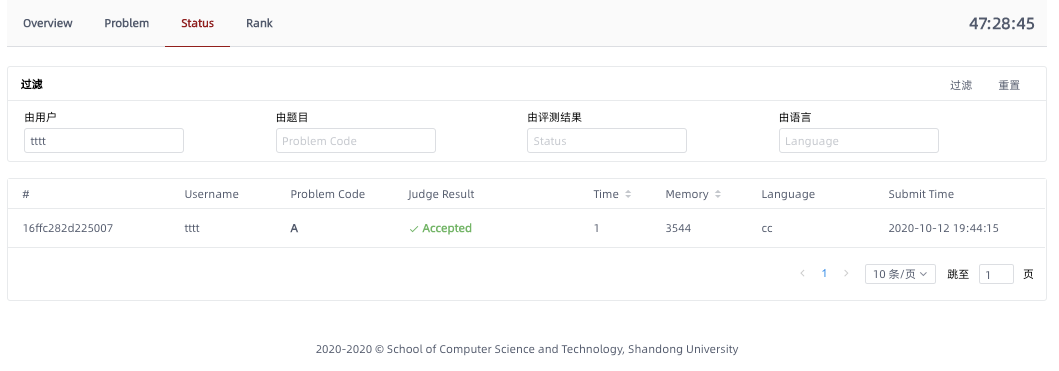 Overview Problem Status Rank 47:28:45
过滤 过滤 重置
由用户 由题目 由评测结果 由语言
tttt Problem Code Status Language
# Username Problem Code Judge Result Time Memory Language Submit Time
16ffc282d225007 tttt A Accepted 1 3544 cc 2020-10-12 19:44:15
1 10 条/页 跳至 1 页
2020-2020 © School of Computer Science and Technology, Shandong University